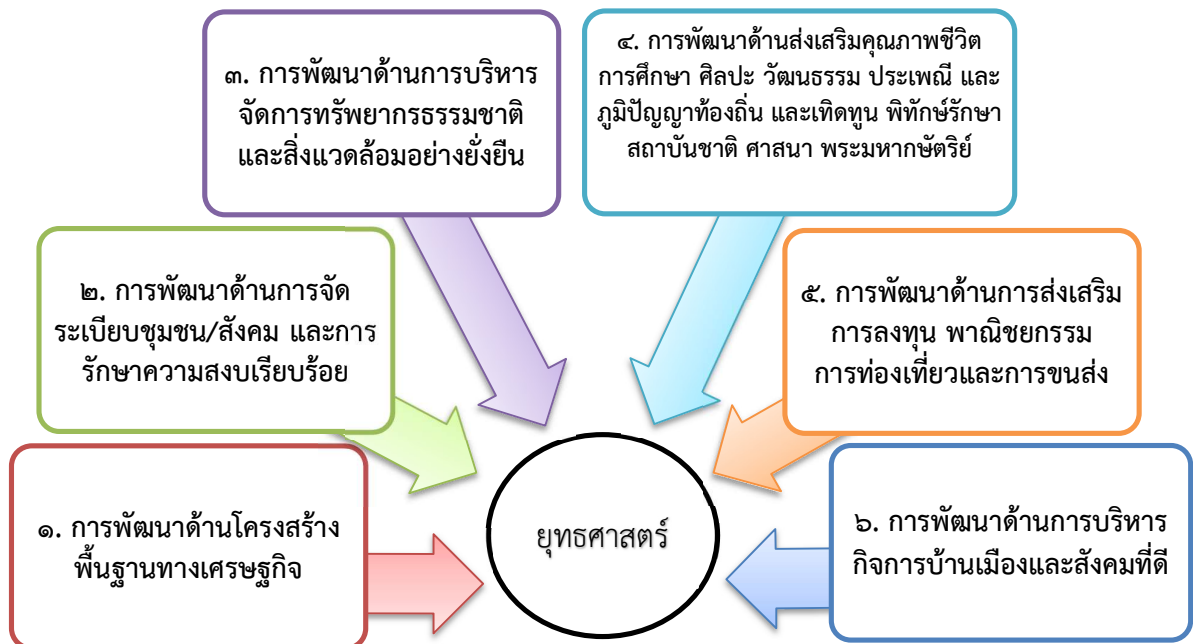 ๓. การพัฒนาด้านการบริหาร
จัดการทรัพยากรธรรมชาติ
และสิ่งแวดล้อมอย่างยั่งยืน
๔. การพัฒนาด้านส่งเสริมคุณภาพชีวิต
การศึกษา ศิลปะ วัฒนธรรม ประเพณี และ
ภูมิปัญญาท้องถิ่น และเทิดทูน พิทักษ์รักษา
สถาบันชาติ ศาสนา พระมหากษัตริย์
๒. การพัฒนาด้านการจัด
ระเบียบชุมชน/สังคม และการ
รักษาความสงบเรียบร้อย
๕. การพัฒนาด้านการส่งเสริม
การลงทุน พาณิชยกรรม
การท่องเที่ยวและการขนส่ง
๑. การพัฒนาด้านโครงสร้าง
พื้นฐานทางเศรษฐกิจ
ยุทธศาสตร์
๖. การพัฒนาด้านการบริหาร
กิจการบ้านเมืองและสังคมที่ดี